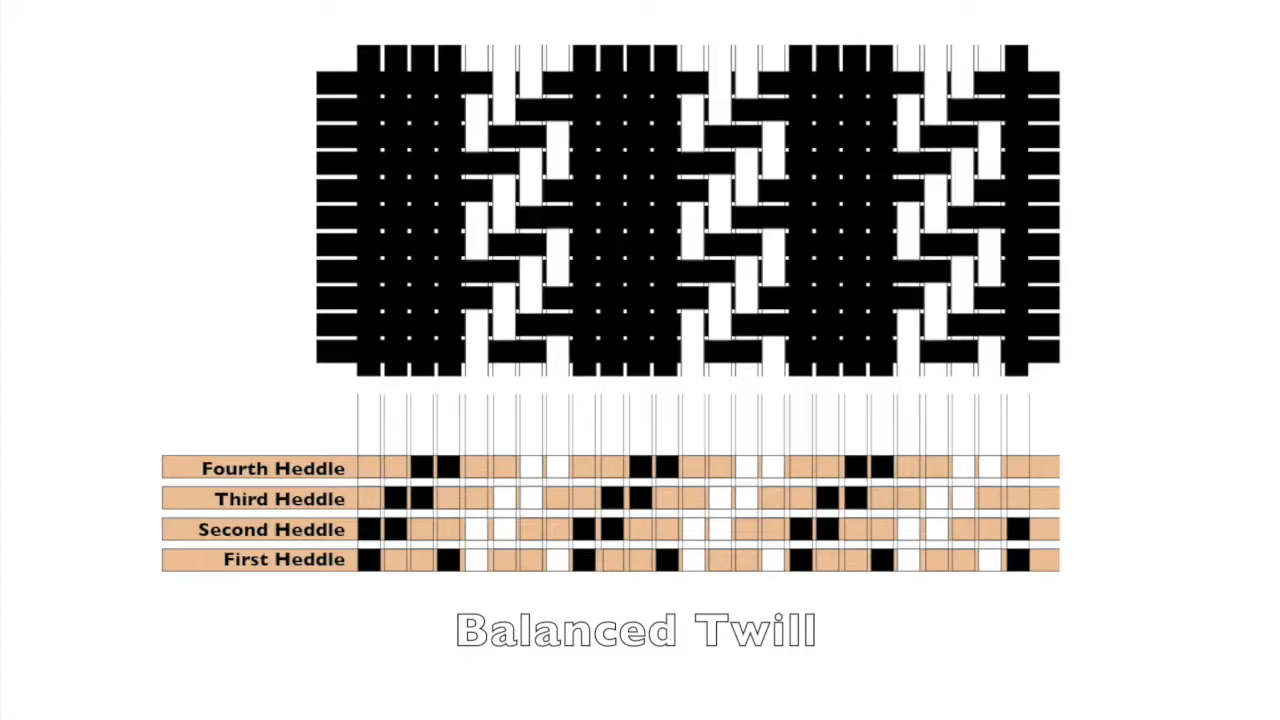 Fourth Heddle
Third Heddle
Second Heddle
First Heddle
Balanced Twill